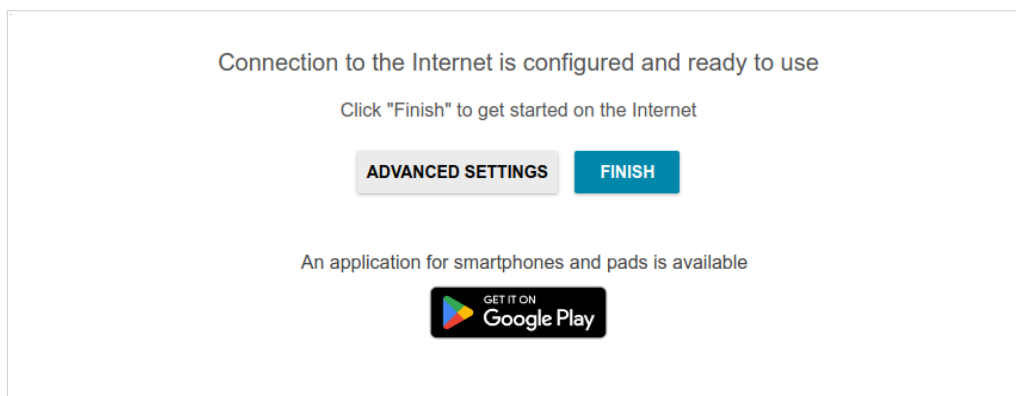 Connection to the Internet is configured and ready to use
Click "Finish" to get started on the Internet
ADVANCED SETTINGS FINISH
An application for smartphones and pads is available
GET IT ON
Google Play